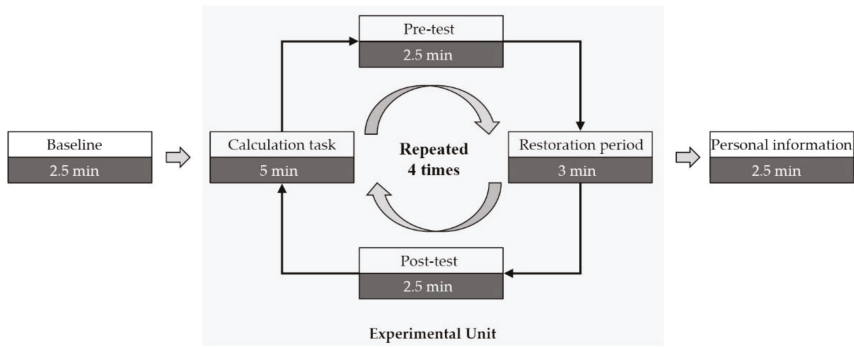 Pre-test
2.5 min
Baseline
2.5 min
Calculation task
5 min
Repeated
4 times
Restoration period
3 min
Personal information
2.5 min
Post-test
2.5 min
Experimental Unit